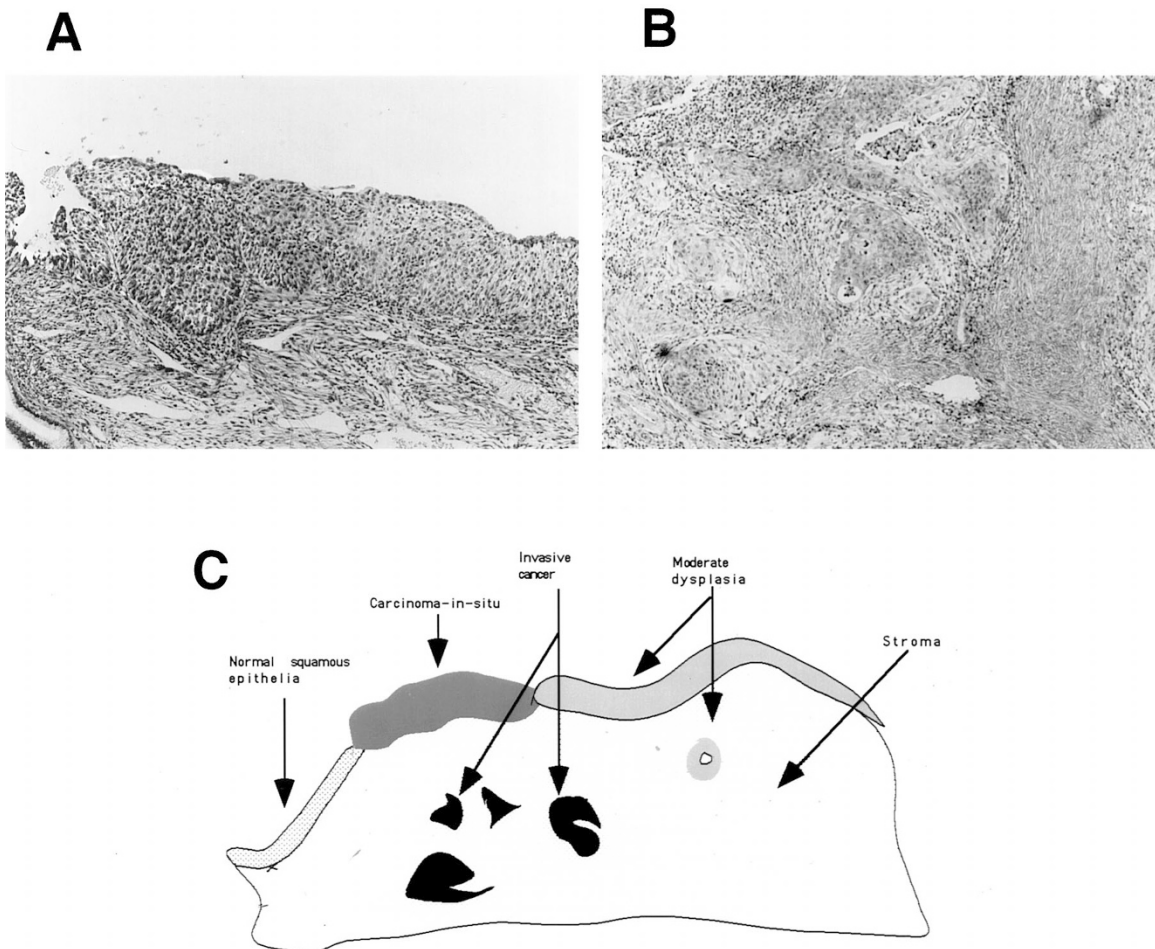 A
B
C
Invasive
cancer
Moderate
dysplasia
Carcinoma-in-situ
Stroma
Normal squamous
epithelia